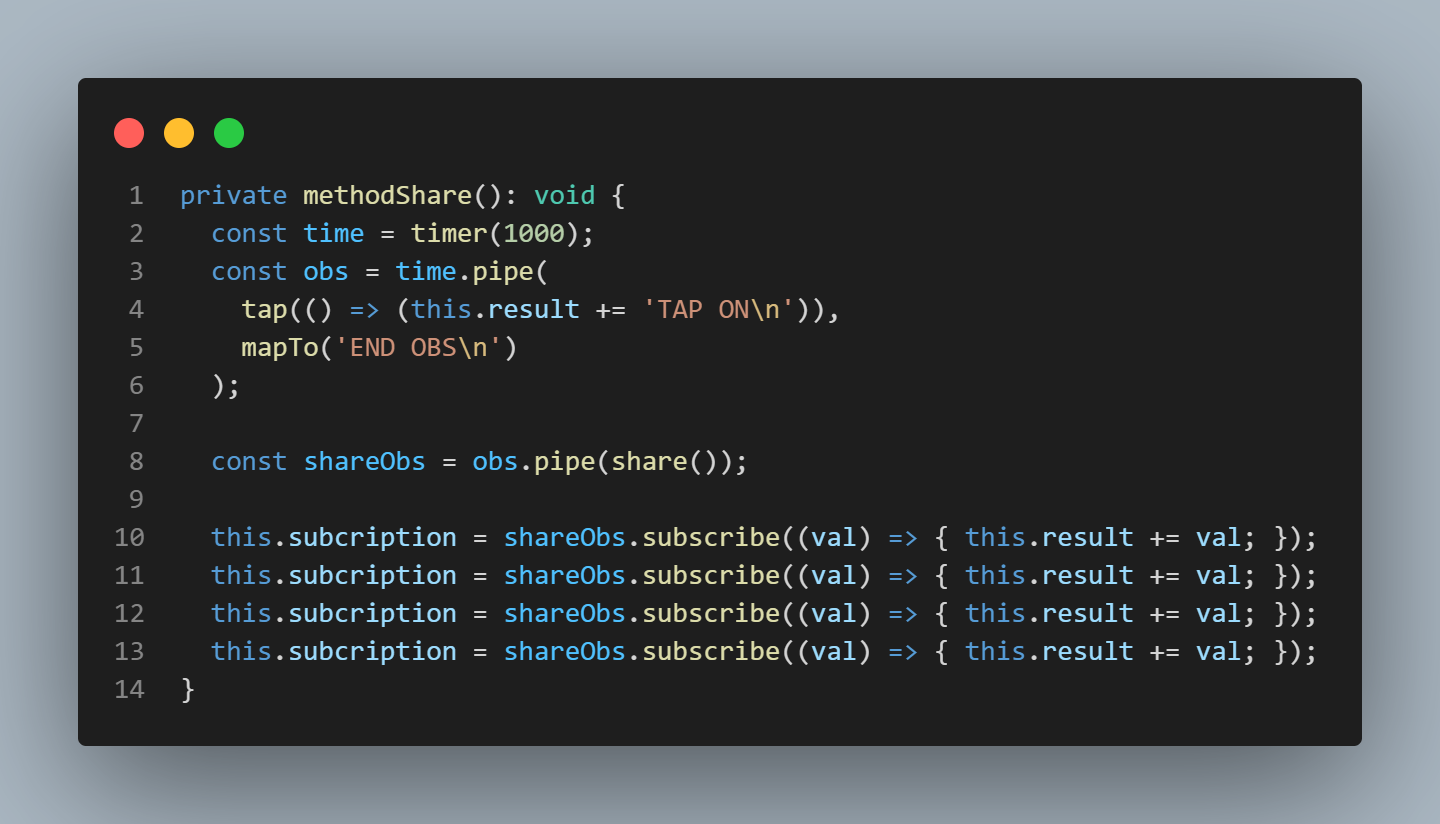 1 private methodShare(): void {
2   const time = timer(1000);
3   const obs = time.pipe(
4     tap(() => (this.result += 'TAP ON\n')),
5     mapTo('END OBS\n')
6   );
7
8   const shareObs = obs.pipe(share());
9
10   this.subcription = shareObs.subscribe((val) => { this.result += val; });
11   this.subcription = shareObs.subscribe((val) => { this.result += val; });
12   this.subcription = shareObs.subscribe((val) => { this.result += val; });
13   this.subcription = shareObs.subscribe((val) => { this.result += val; });
14 }